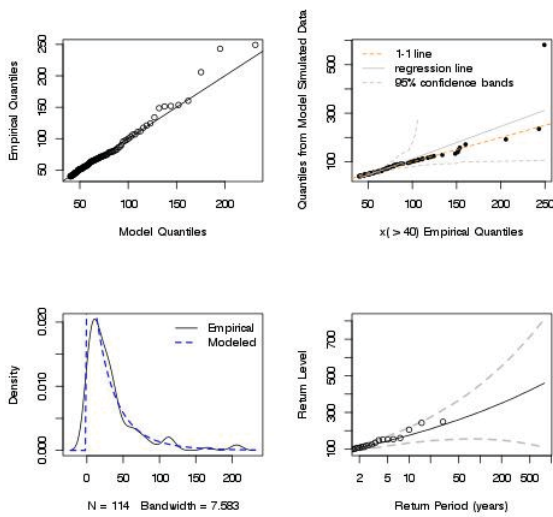 Empirical Quantiles
50
100
150
200
250
50
100
150
200
Model Quantiles
Quantiles from Model Simulated Data
100
300
600
1-1 line
regression line
95% confidence bands
50
100
150
200
250
x( > 40) Empirical Quantiles
Density
0.000
0.010
0.020
Empirical
Modeled
0
50
100
150
200
N = 114 Bandwidth = 7.583
Return Level
100
300
500
700
2
5
10
50
200
500
Return Period (years)